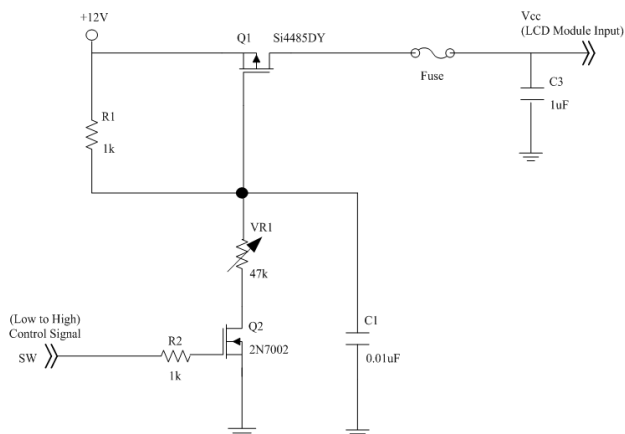 +12V
Q1
Si4485DY
Vcc
(LCD Module Input)
Fuse
C3
1uF
R1
1k
VR1
47k
(Low to High)
Control Signal
SW
R2
1k
Q2
2N7002
C1
0.01uF